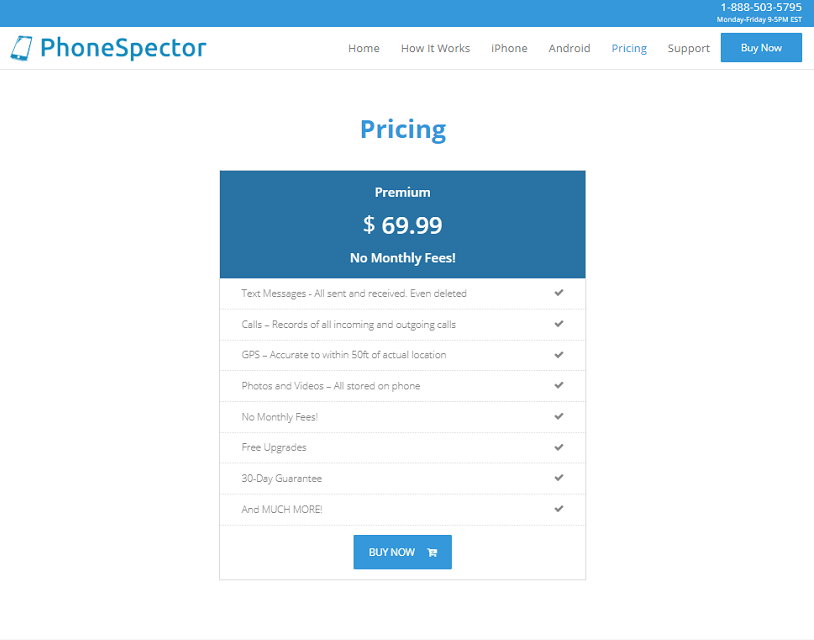 1-888-503-5795
Monday-Friday 9-5PM EST
PhoneSpector
Home How It Works iPhone Android Pricing Support Buy Now
Pricing
Premium
$ 69.99
No Monthly Fees!
Text Messages - All sent and received. Even deleted
Calls – Records of all incoming and outgoing calls
GPS – Accurate to within 50ft of actual location
Photos and Videos – All stored on phone
No Monthly Fees!
Free Upgrades
30-Day Guarantee
And MUCH MORE!
BUY NOW